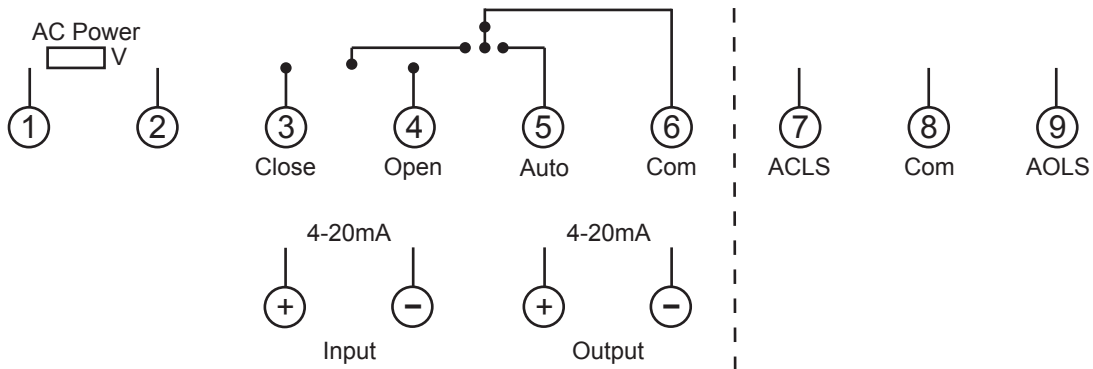 AC Power
V
1 2 3 4 5 6 7 8 9
Close Open Auto Com ACLS Com AOLS
4-20mA 4-20mA
+ − + −
Input Output